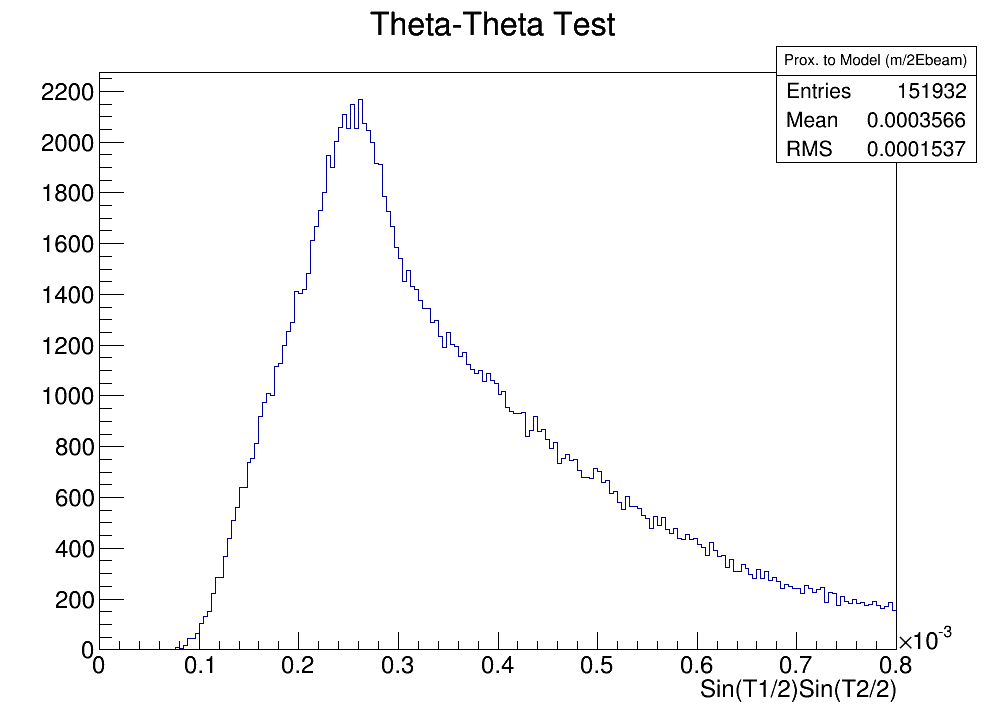 Theta-Theta Test
Prox. to Model (m/2Ebeam)
Entries 151932
Mean 0.0003566
RMS 0.0001537
2200
2000
1800
1600
1400
1200
1000
800
600
400
200
0
0 0.1 0.2 0.3 0.4 0.5 0.6 0.7 0.8
×10-3
Sin(T1/2)Sin(T2/2)